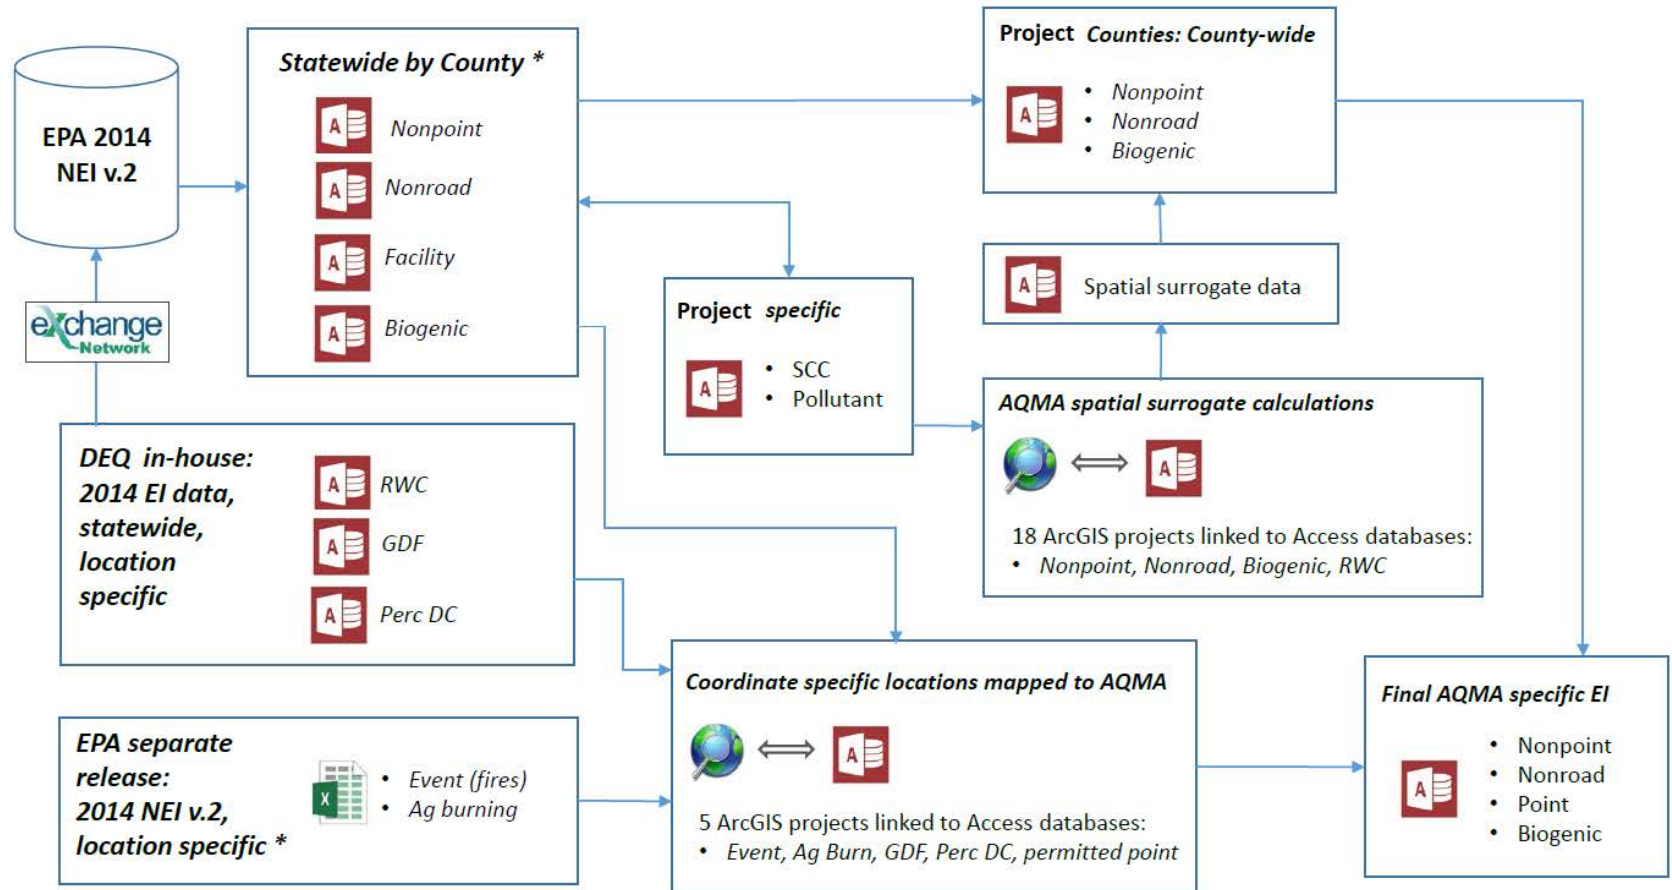 EPA 2014
NEI v.2
eXchange
Network
Statewide by County *
A Nonpoint
A Nonroad
A Facility
A Biogenic
DEQ in-house:
2014 EI data,
statewide,
location
specific
A RWC
A GDF
A Perc DC
EPA separate
release:
2014 NEI v.2,
location specific *
X
• Event (fires)
• Ag burning
Project specific
A
• SCC
• Pollutant
Project Counties: County-wide
A
• Nonpoint
• Nonroad
• Biogenic
A Spatial surrogate data
AQMA spatial surrogate calculations
A
18 ArcGIS projects linked to Access databases:
• Nonpoint, Nonroad, Biogenic, RWC
Coordinate specific locations mapped to AQMA
A
5 ArcGIS projects linked to Access databases:
• Event, Ag Burn, GDF, Perc DC, permitted point
Final AQMA specific EI
A
• Nonpoint
• Nonroad
• Point
• Biogenic